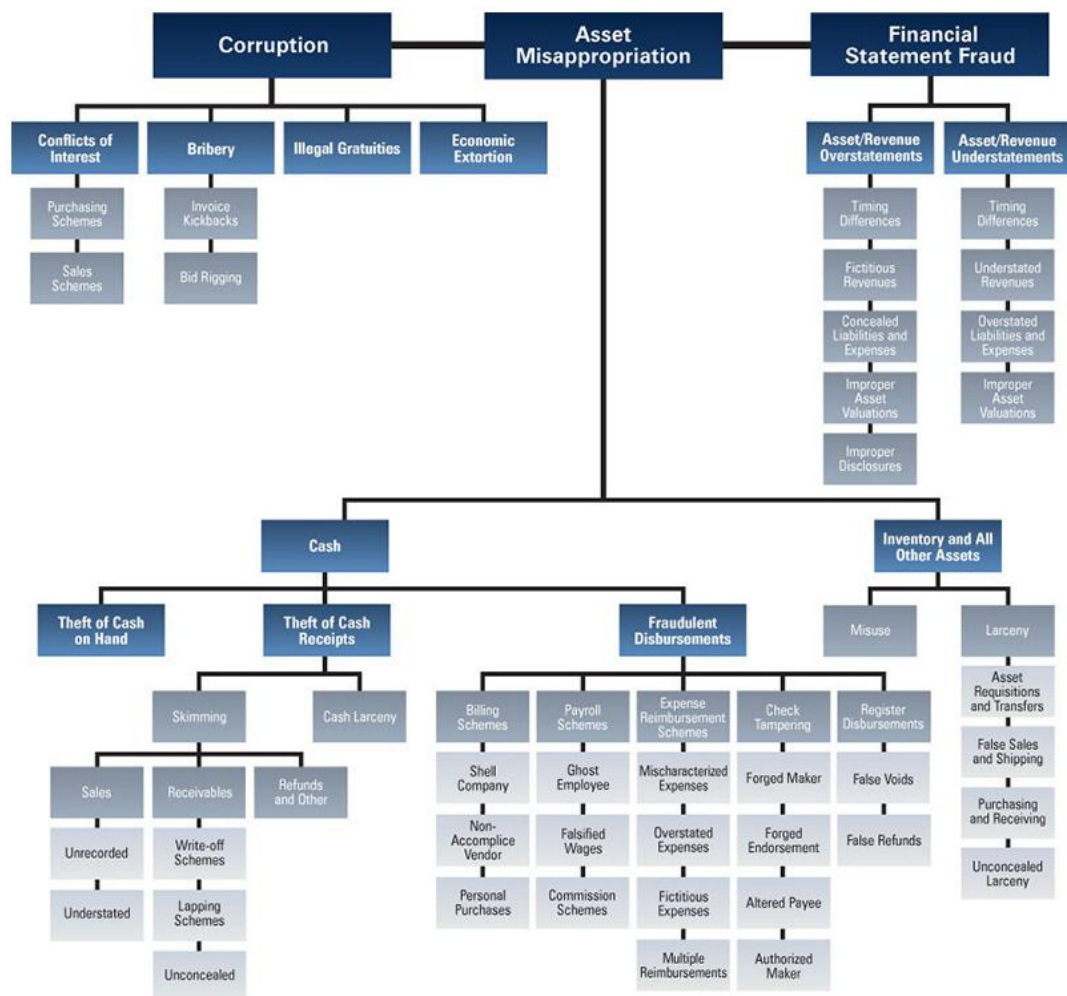 Corruption
Asset
Misappropriation
Financial
Statement Fraud
Conflicts of
Interest
Bribery
Illegal Gratuities
Economic
Extortion
Asset/Revenue
Overstatements
Asset/Revenue
Understatements
Purchasing
Schemes
Sales
Schemes
Invoice
Kickbacks
Bid Rigging
Timing
Differences
Fictitious
Revenues
Concealed
Liabilities and
Expenses
Improper
Asset
Valuations
Improper
Disclosures
Timing
Differences
Understated
Revenues
Overstated
Liabilities and
Expenses
Improper
Asset
Valuations
Cash
Inventory and All
Other Assets
Theft of Cash
on Hand
Theft of Cash
Receipts
Fraudulent
Disbursements
Misuse
Larceny
Asset
Requisitions
and Transfers
False Sales
and Shipping
Purchasing
and Receiving
Unconcealed
Larceny
Skimming
Cash Larceny
Sales
Unrecorded
Understated
Receivables
Write-off
Schemes
Lapping
Schemes
Unconcealed
Refunds
and Other
Billing
Schemes
Shell
Company
Non-
Accomplice
Vendor
Personal
Purchases
Payroll
Schemes
Ghost
Employee
Falsified
Wages
Commission
Schemes
Expense
Reimbursement
Schemes
Mischaracterized
Expenses
Overstated
Expenses
Fictitious
Expenses
Multiple
Reimbursements
Check
Tampering
Forged Maker
Forged
Endorsement
Altered Payee
Authorized
Maker
Register
Disbursements
False Voids
False Refunds